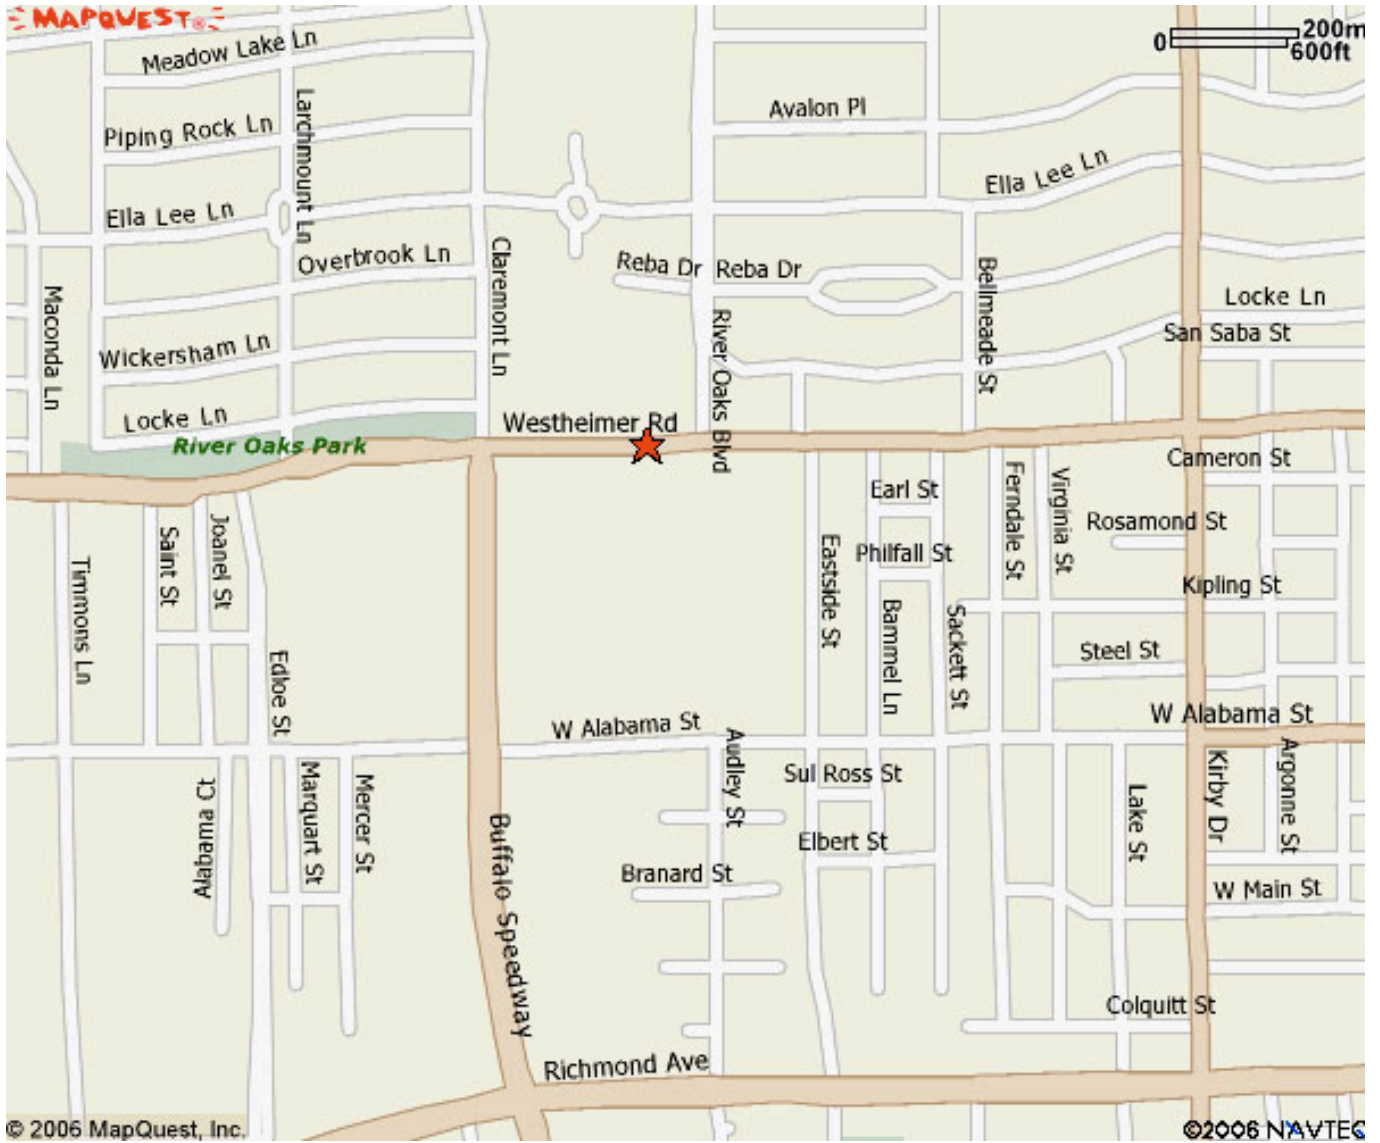 MAPQUEST
0
200m
600ft
Meadow Lake Ln
Larchmount Ln
Piping Rock Ln
Avalon Pl
Ella Lee Ln
Ella Lee Ln
Overbrook Ln
Claremont Ln
Reba Dr
Reba Dr
Bellmeade St
Maconda Ln
Locke Ln
San Saba St
River Oaks Blvd
Wickersham Ln
Locke Ln
River Oaks Park
Westheimer Rd
Cameron St
Earl St
Ferndale St
Virginia St
Rosamond St
Saint St
Joanel St
Timmons Ln
Eastside St
Philfall St
Kipling St
Bammel Ln
Sackett St
Steel St
Edloe St
W Alabama St
W Alabama St
Audley St
Sul Ross St
Kirby Dr
Argonne St
Alabama Ct
Marquart St
Mercer St
Lake St
Buffalo Speedway
Elbert St
Branard St
W Main St
Colquitt St
Richmond Ave
© 2006 MapQuest, Inc.
©2006 NAVTEQ